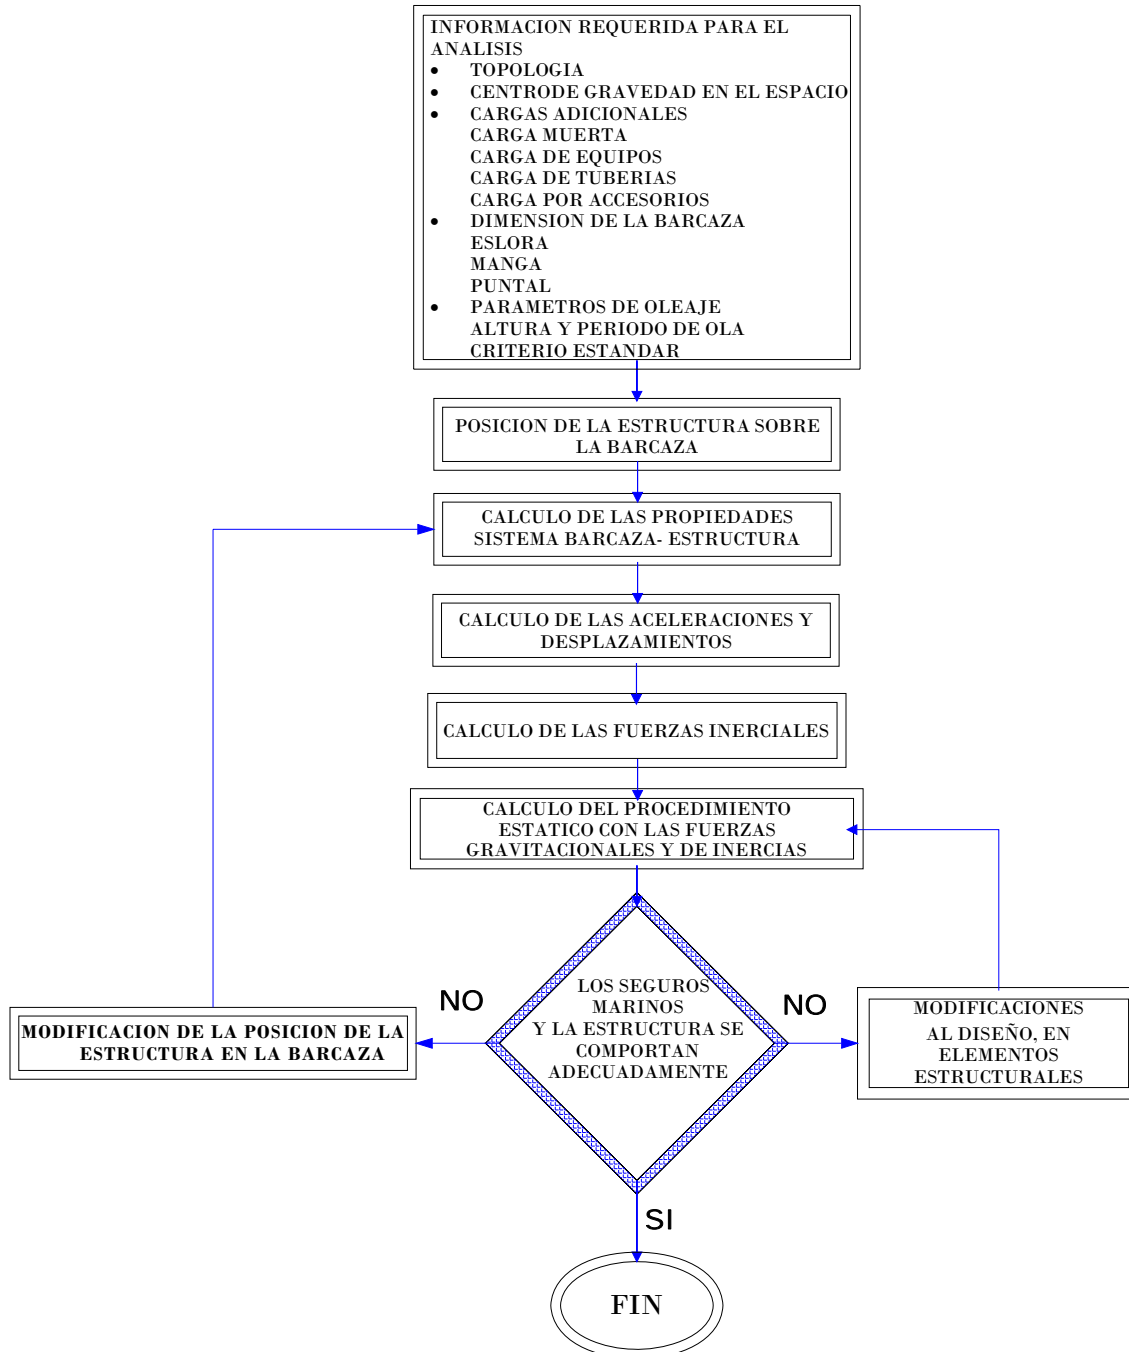 INFORMACION REQUERIDA PARA EL
ANALISIS
• TOPOLOGIA
• CENTRODE GRAVEDAD EN EL ESPACIO
• CARGAS ADICIONALES
CARGA MUERTA
CARGA DE EQUIPOS
CARGA DE TUBERIAS
CARGA POR ACCESORIOS
• DIMENSION DE LA BARCAZA
ESLORA
MANGA
PUNTAL
• PARAMETROS DE OLEAJE
ALTURA Y PERIODO DE OLA
CRITERIO ESTANDAR
POSICION DE LA ESTRUCTURA SOBRE
LA BARCAZA
CALCULO DE LAS PROPIEDADES
SISTEMA BARCAZA- ESTRUCTURA
CALCULO DE LAS ACELERACIONES Y
DESPLAZAMIENTOS
CALCULO DE LAS FUERZAS INERCIALES
CALCULO DEL PROCEDIMIENTO
ESTATICO CON LAS FUERZAS
GRAVITACIONALES Y DE INERCIAS
LOS SEGUROS
MARINOS
Y LA ESTRUCTURA SE
COMPORTAN
ADECUADAMENTE
NO
MODIFICACION DE LA POSICION DE LA
ESTRUCTURA EN LA BARCAZA
NO
MODIFICACIONES
AL DISEÑO, EN
ELEMENTOS
ESTRUCTURALES
SI
FIN